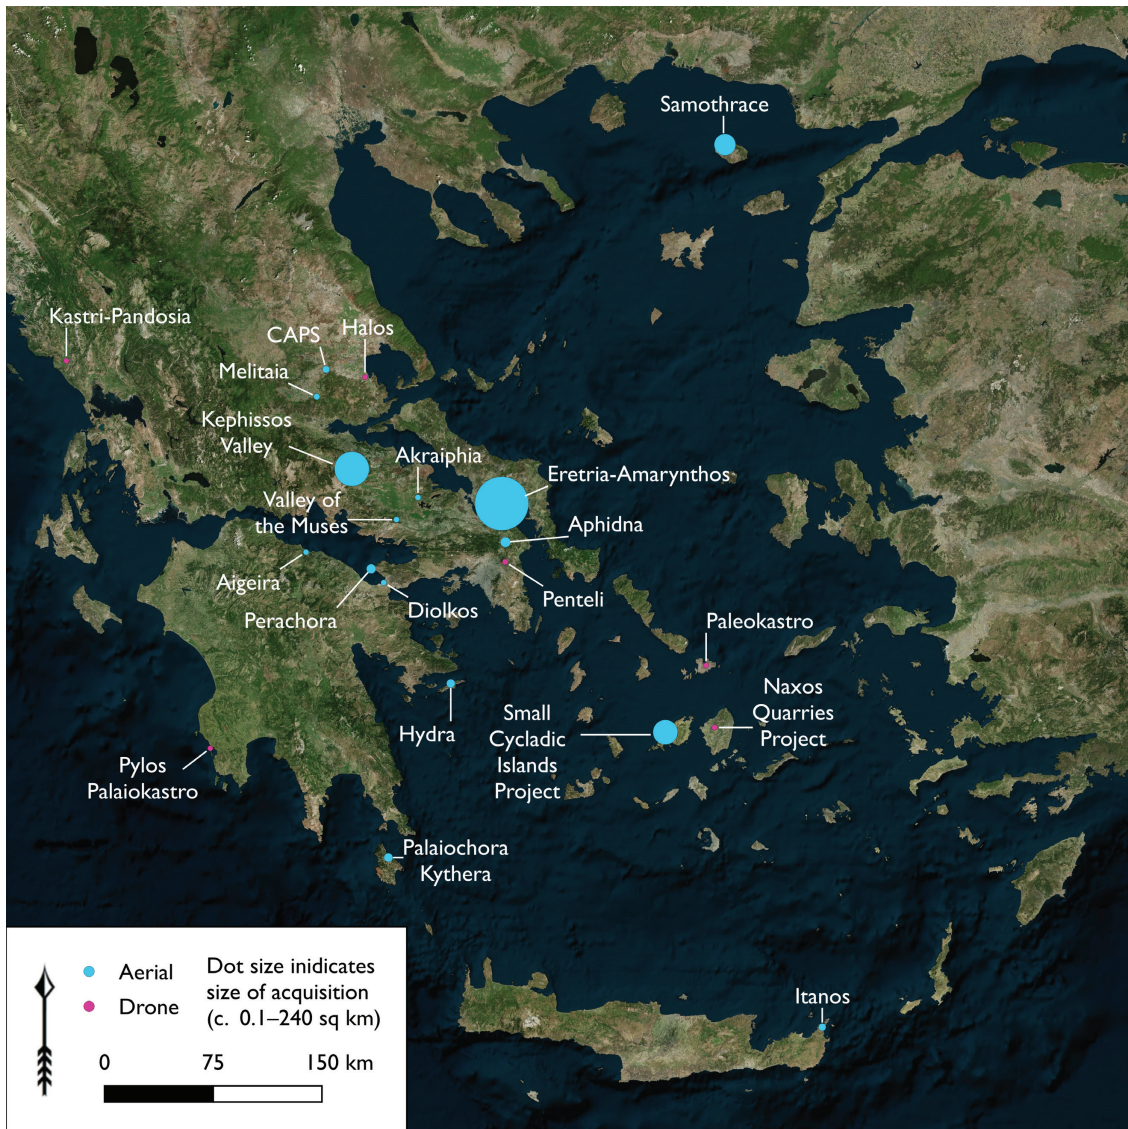 Samothrace
Kastri-Pandosia
CAPS
Halos
Melitaia
Kephissos
Valley
Akraiphia
Eretria-Amarynthos
Valley of
the Muses
Aphidna
Aigeira
Perachora
Diolkos
Penteli
Paleokastro
Hydra
Small
Cycladic
Islands
Project
Naxos
Quarries
Project
Pylos
Palaiokastro
Palaiochora
Kythera
Itanos
Aerial
Drone
Dot size inidicates
size of acquisition
(c. 0.1–240 sq km)
0 75 150 km